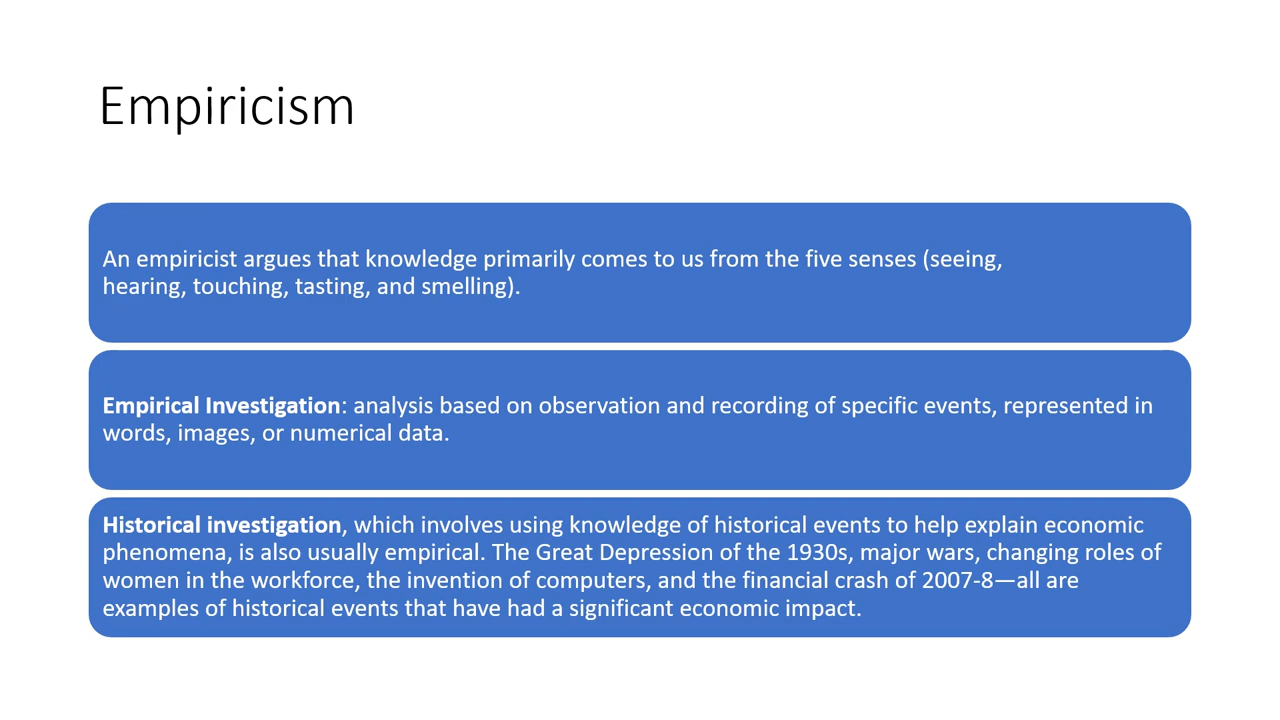 Empiricism
An empiricist argues that knowledge primarily comes to us from the five senses (seeing,
hearing, touching, tasting, and smelling).
Empirical Investigation: analysis based on observation and recording of specific events, represented in
words, images, or numerical data.
Historical investigation, which involves using knowledge of historical events to help explain economic
phenomena, is also usually empirical. The Great Depression of the 1930s, major wars, changing roles of
women in the workforce, the invention of computers, and the financial crash of 2007-8—all are
examples of historical events that have had a significant economic impact.